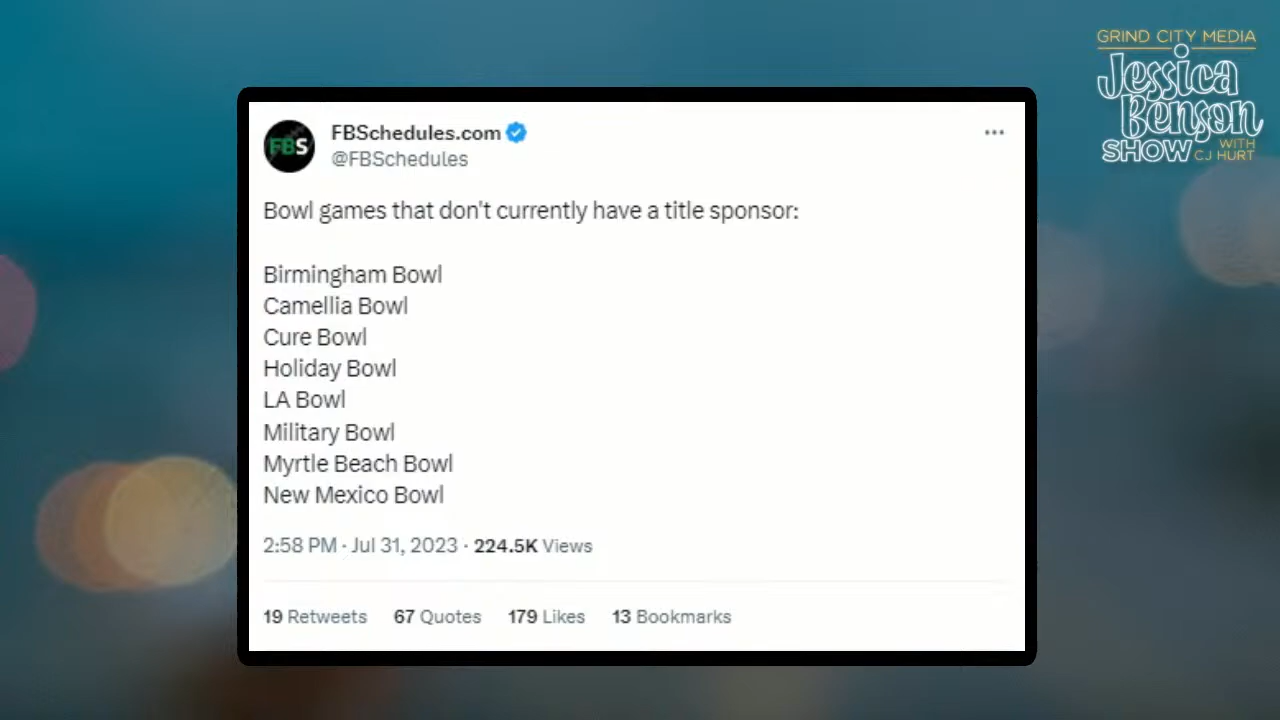 GRIND CITY MEDIA
Jessica
Benson
SHOW WITH CJ HURT
FBS
FBSchedules.com
@FBSchedules
Bowl games that don't currently have a title sponsor:
Birmingham Bowl
Camellia Bowl
Cure Bowl
Holiday Bowl
LA Bowl
Military Bowl
Myrtle Beach Bowl
New Mexico Bowl
2:58 PM · Jul 31, 2023 · 224.5K Views
19 Retweets 67 Quotes 179 Likes 13 Bookmarks